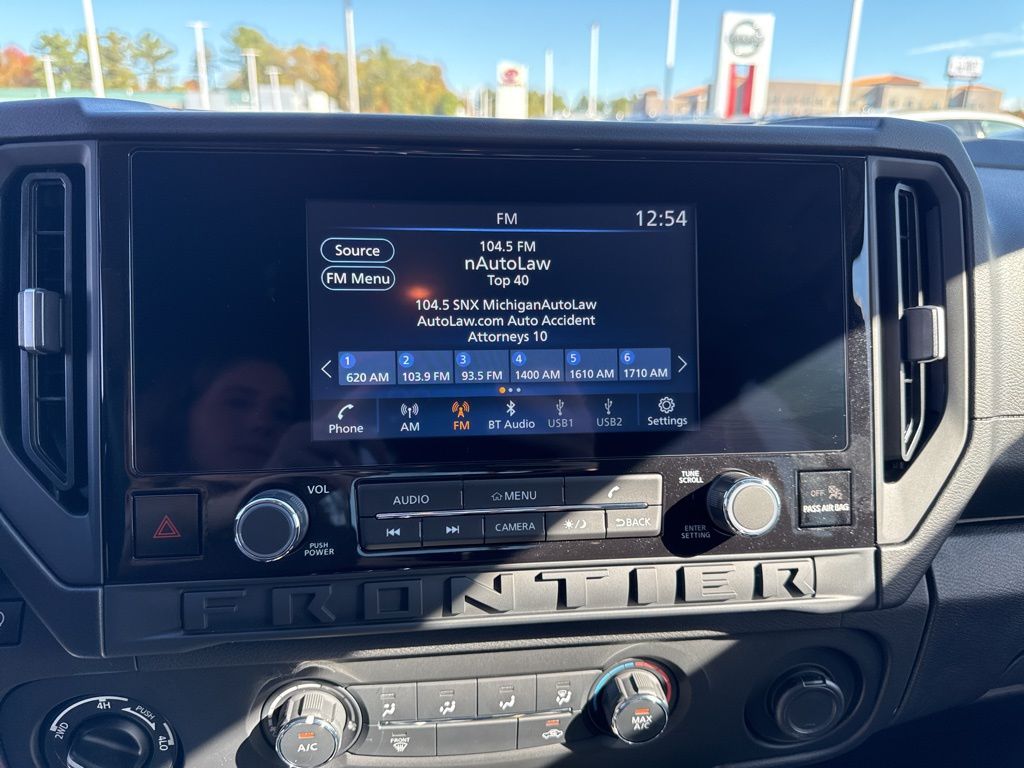 FM 12:54
Source
FM Menu
104.5 FM
nAutoLaw
Top 40
104.5 SNX MichiganAutoLaw
AutoLaw.com Auto Accident
Attorneys 10
1 2 3 4 5 6
620 AM 103.9 FM 93.5 FM 1400 AM 1610 AM 1710 AM
Phone AM FM BT Audio USB1 USB2 Settings
VOL
PUSH
POWER
AUDIO MENU
CAMERA BACK
TUNE
SCROLL
ENTER
SETTING
OFF
PASS AIR BAG
FRONTIER
2WD 4H PUSH 4LO
A/C
FRONT
MAX
A/C